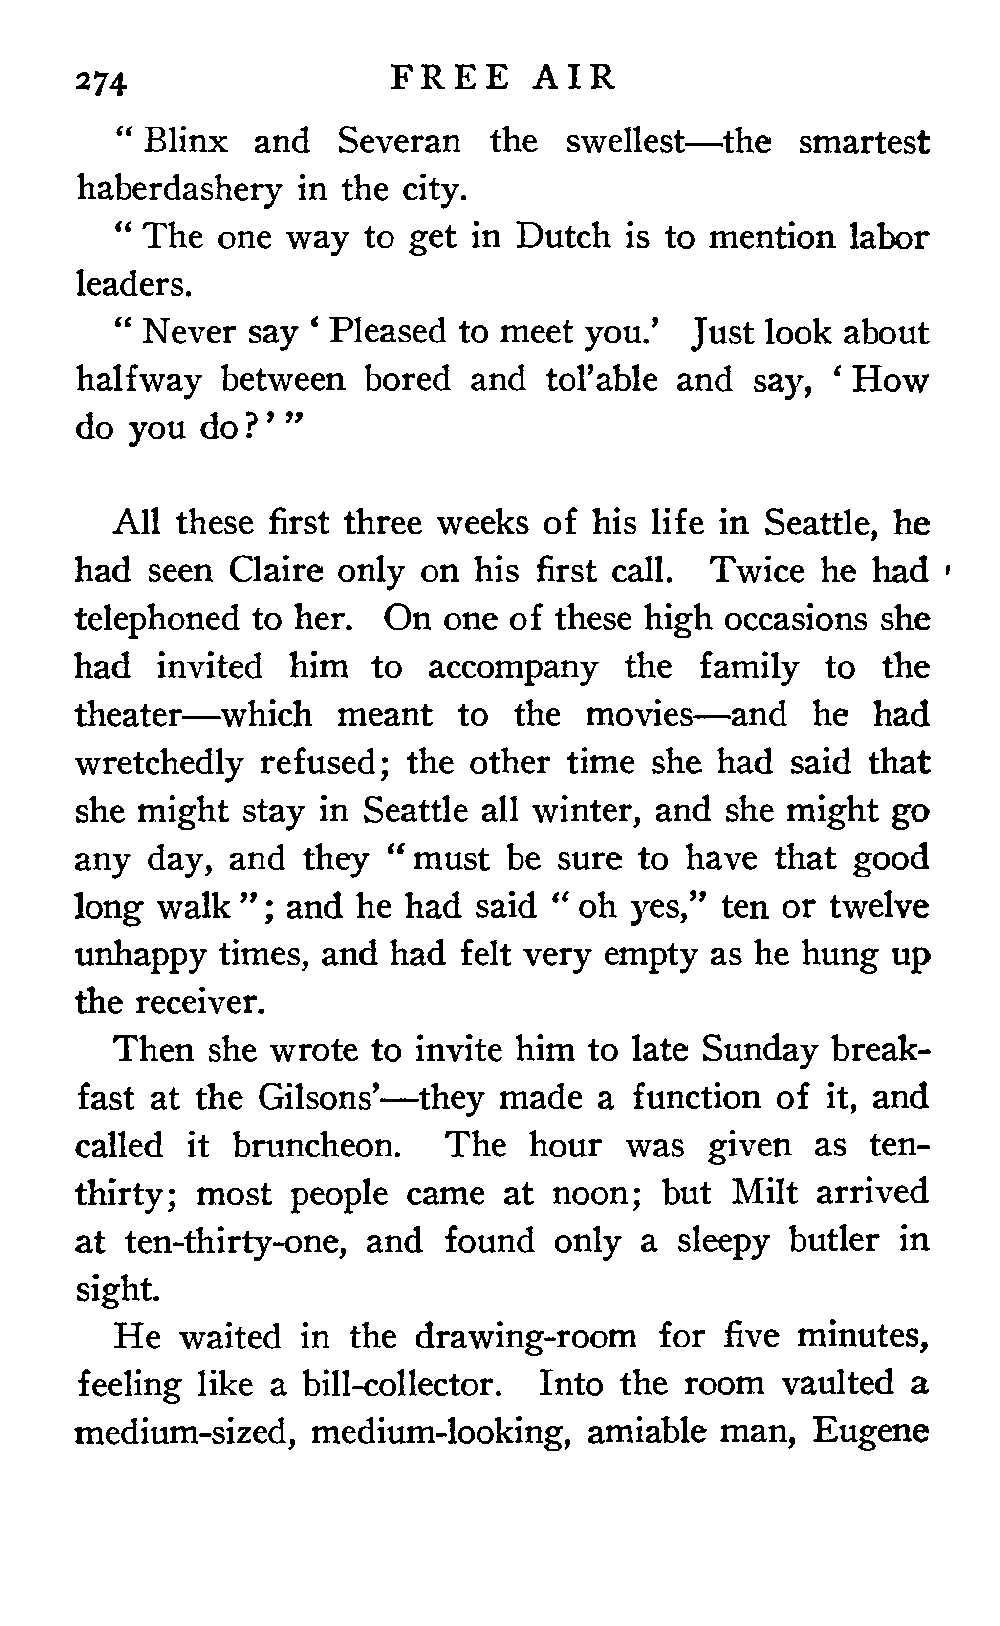 274 FREE AIR
“ Blinx and Severan the swellest—the smartest
haberdashery in the city.
“ The one way to get in Dutch is to mention labor
leaders.
“ Never say ‘ Pleased to meet you.’ Just look about
halfway between bored and tol’able and say, ‘ How
do you do?’ ”
All these first three weeks of his life in Seattle, he
had seen Claire only on his first call. Twice he had
telephoned to her. On one of these high occasions she
had invited him to accompany the family to the
theater—which meant to the movies—and he had
wretchedly refused; the other time she had said that
she might stay in Seattle all winter, and she might go
any day, and they “ must be sure to have that good
long walk ”; and he had said “ oh yes,” ten or twelve
unhappy times, and had felt very empty as he hung up
the receiver.
Then she wrote to invite him to late Sunday break-
fast at the Gilsons’—they made a function of it, and
called it bruncheon. The hour was given as ten-
thirty; most people came at noon; but Milt arrived
at ten-thirty-one, and found only a sleepy butler in
sight.
He waited in the drawing-room for five minutes,
feeling like a bill-collector. Into the room vaulted a
medium-sized, medium-looking, amiable man, Eugene